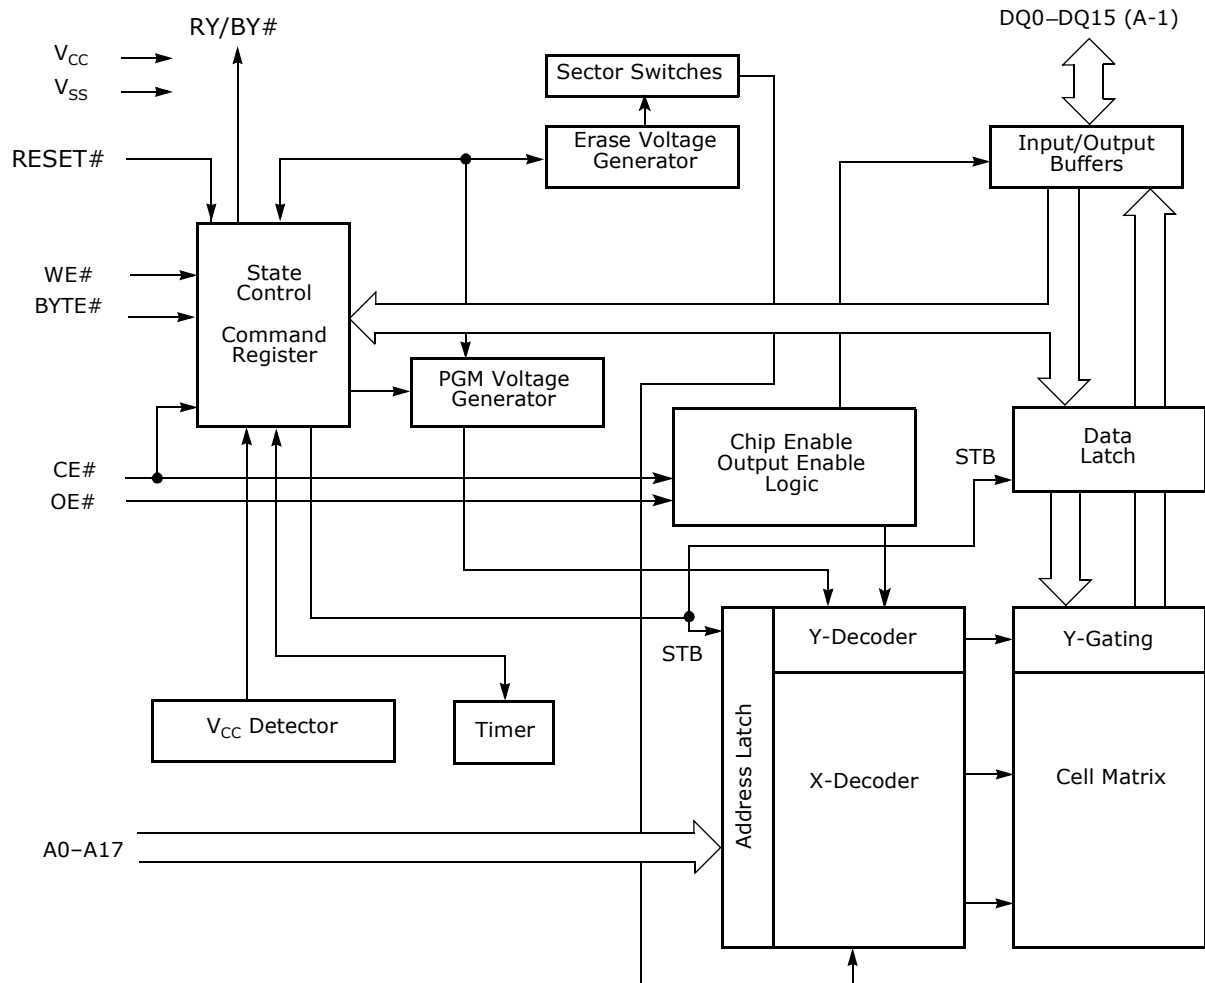 RY/BY#
DQ0–DQ15 (A-1)
VCC
VSS
Sector Switches
Erase Voltage
Generator
Input/Output
Buffers
RESET#
WE#
BYTE#
State
Control
Command
Register
PGM Voltage
Generator
Chip Enable
Output Enable
Logic
Data
Latch
STB
CE#
OE#
STB
Y-Decoder
Y-Gating
VCC Detector
Timer
Address Latch
X-Decoder
Cell Matrix
A0–A17